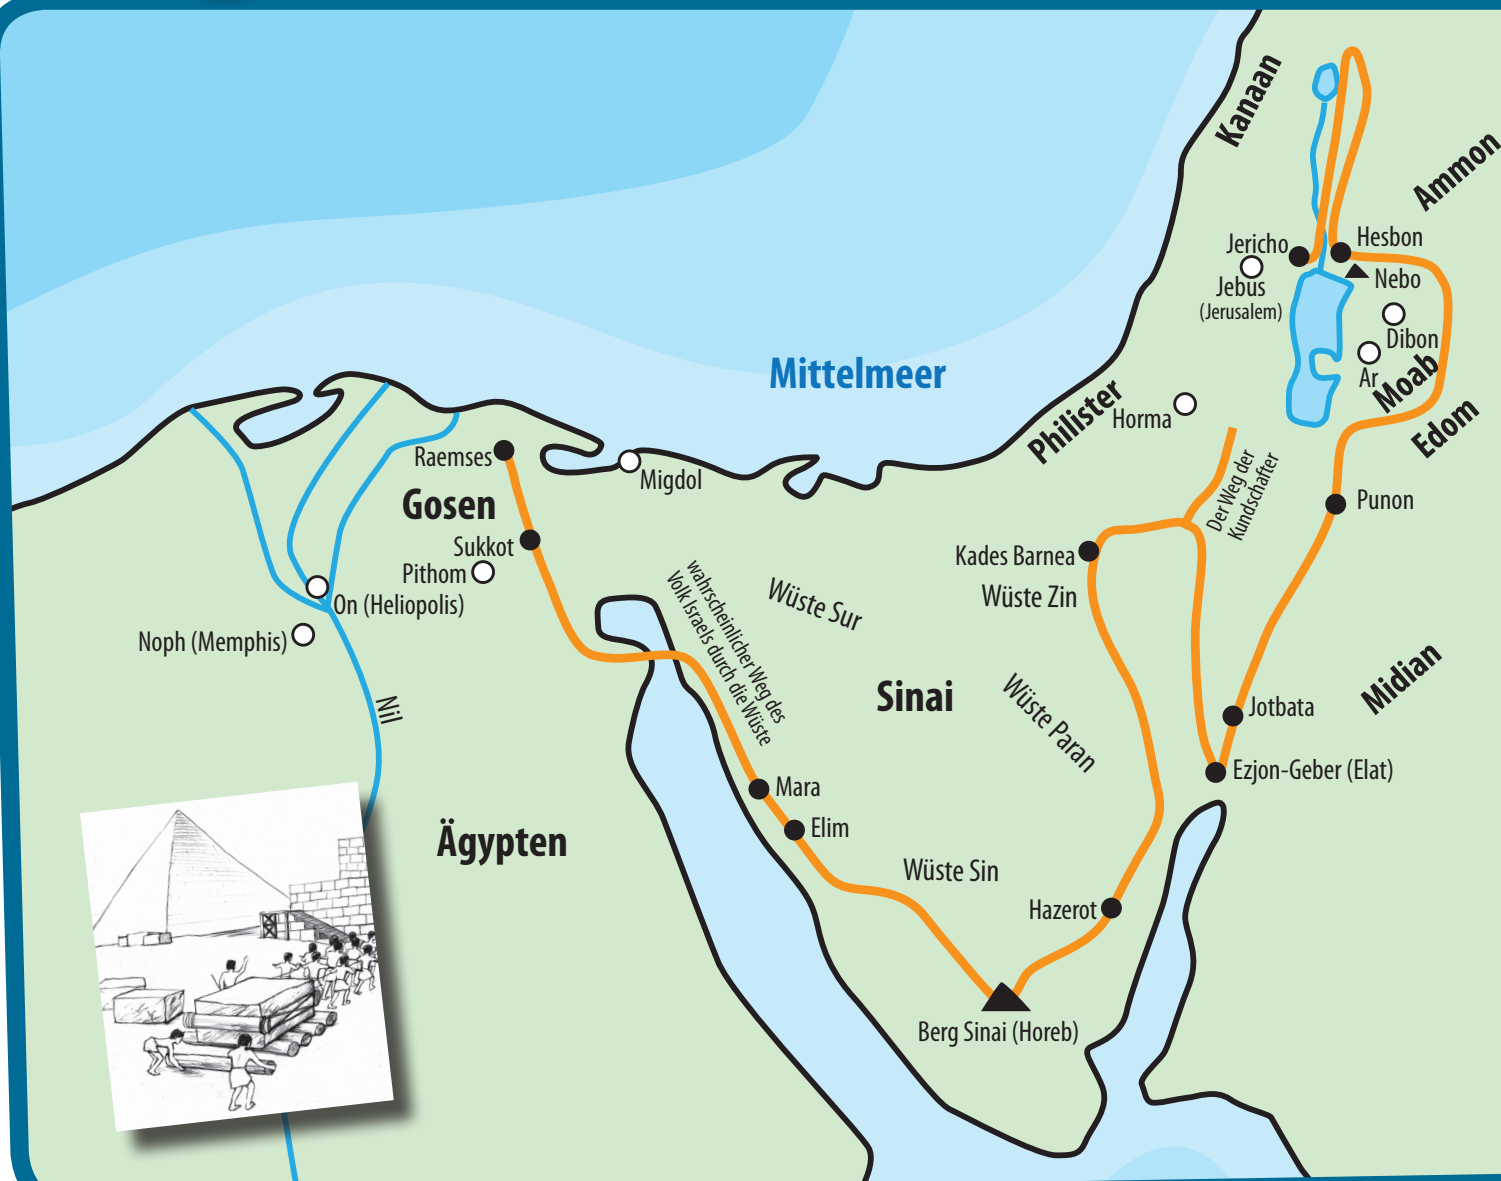 Kanaan
Ammon
Jericho
Hesbon
Nebo
Jebus
(Jerusalem)
Dibon
Ar
Moab
Edom
Mittelmeer
Philister
Horma
Raemses
Migdol
Gosen
Sukkot
Pithom
On (Heliopolis)
Noph (Memphis)
Nil
wahrscheinlicher Weg des
Volk Israels durch die Wüste
Wüste Sur
Kades Barnea
Wüste Zin
Der Weg der
Kundschafter
Punon
Sinai
Wüste Paran
Midian
Jotbata
Ezjon-Geber (Elat)
Mara
Elim
Ägypten
Wüste Sin
Hazerot
Berg Sinai (Horeb)